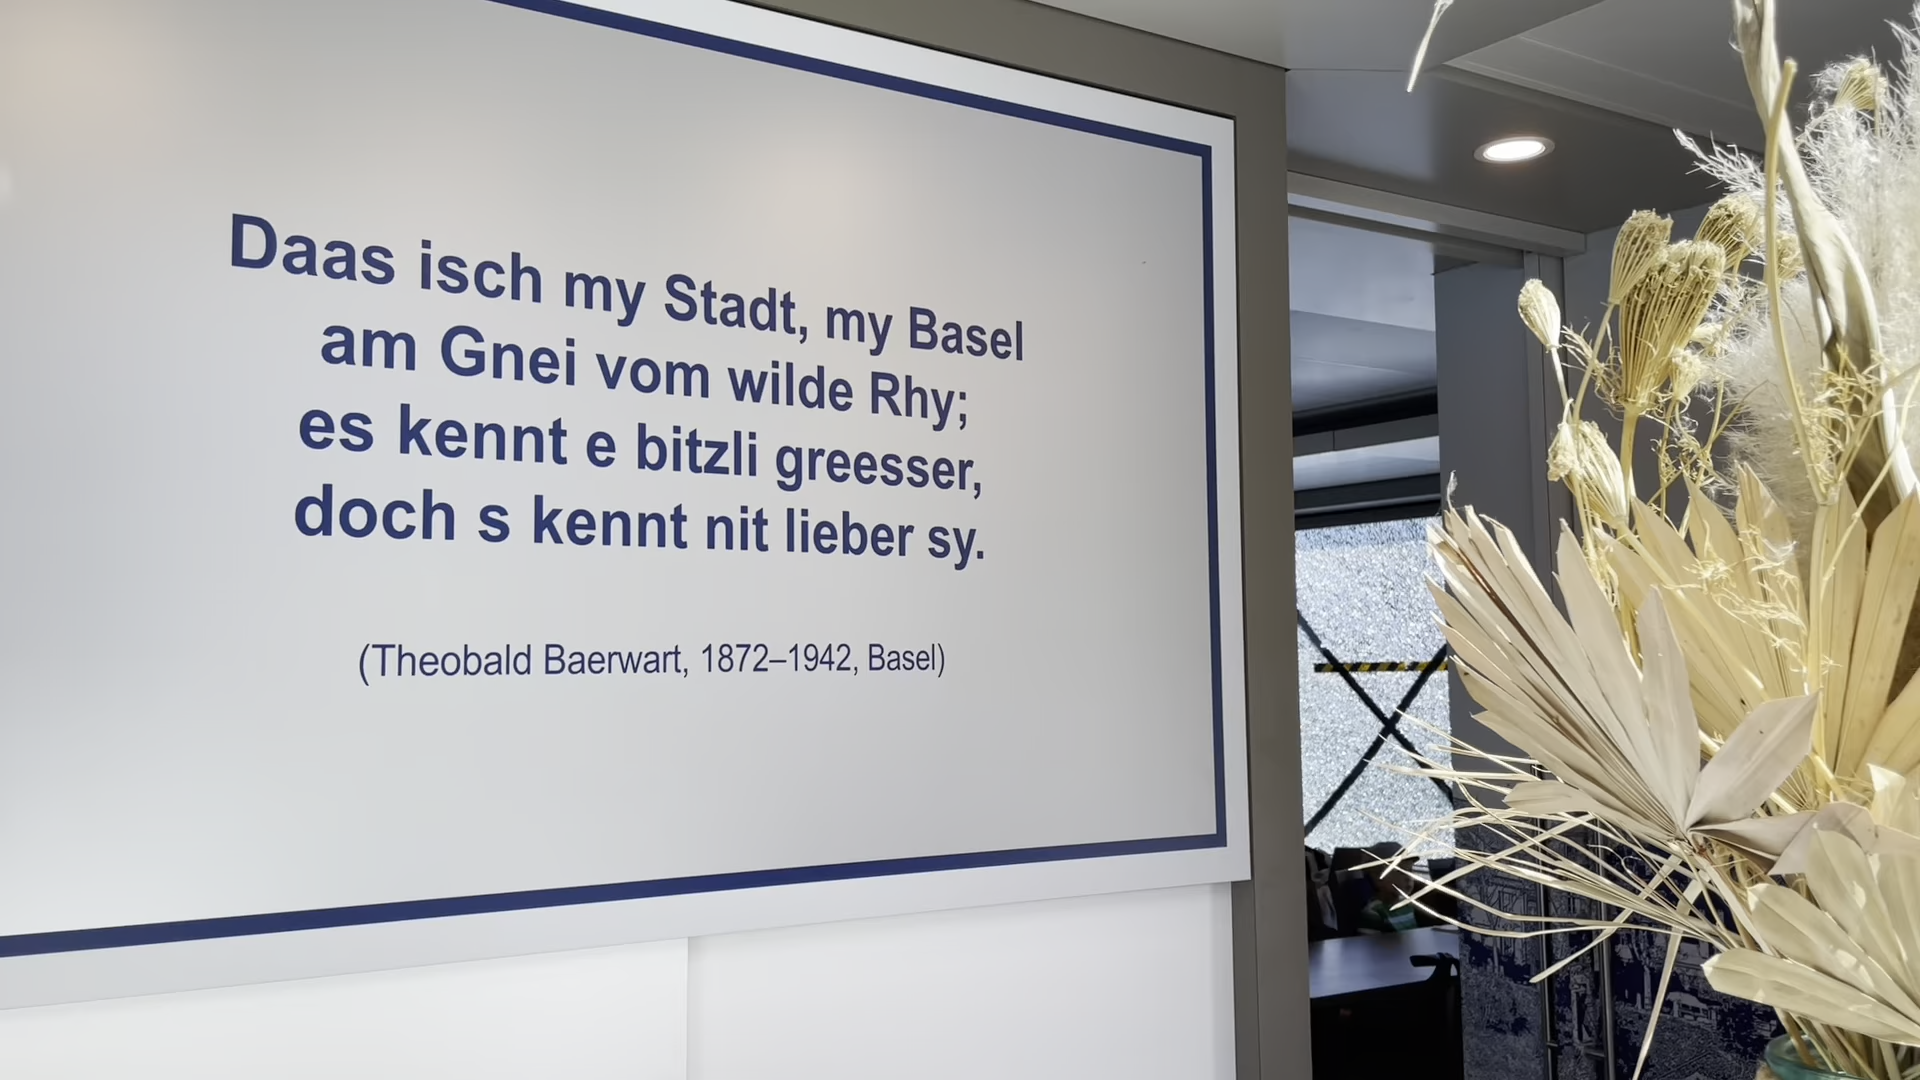 Daas isch my Stadt, my Basel
am Gnei vom wilde Rhy;
es kennt e bitzli greesser,
doch s kennt nit lieber sy.
(Theobald Baerwart, 1872–1942, Basel)